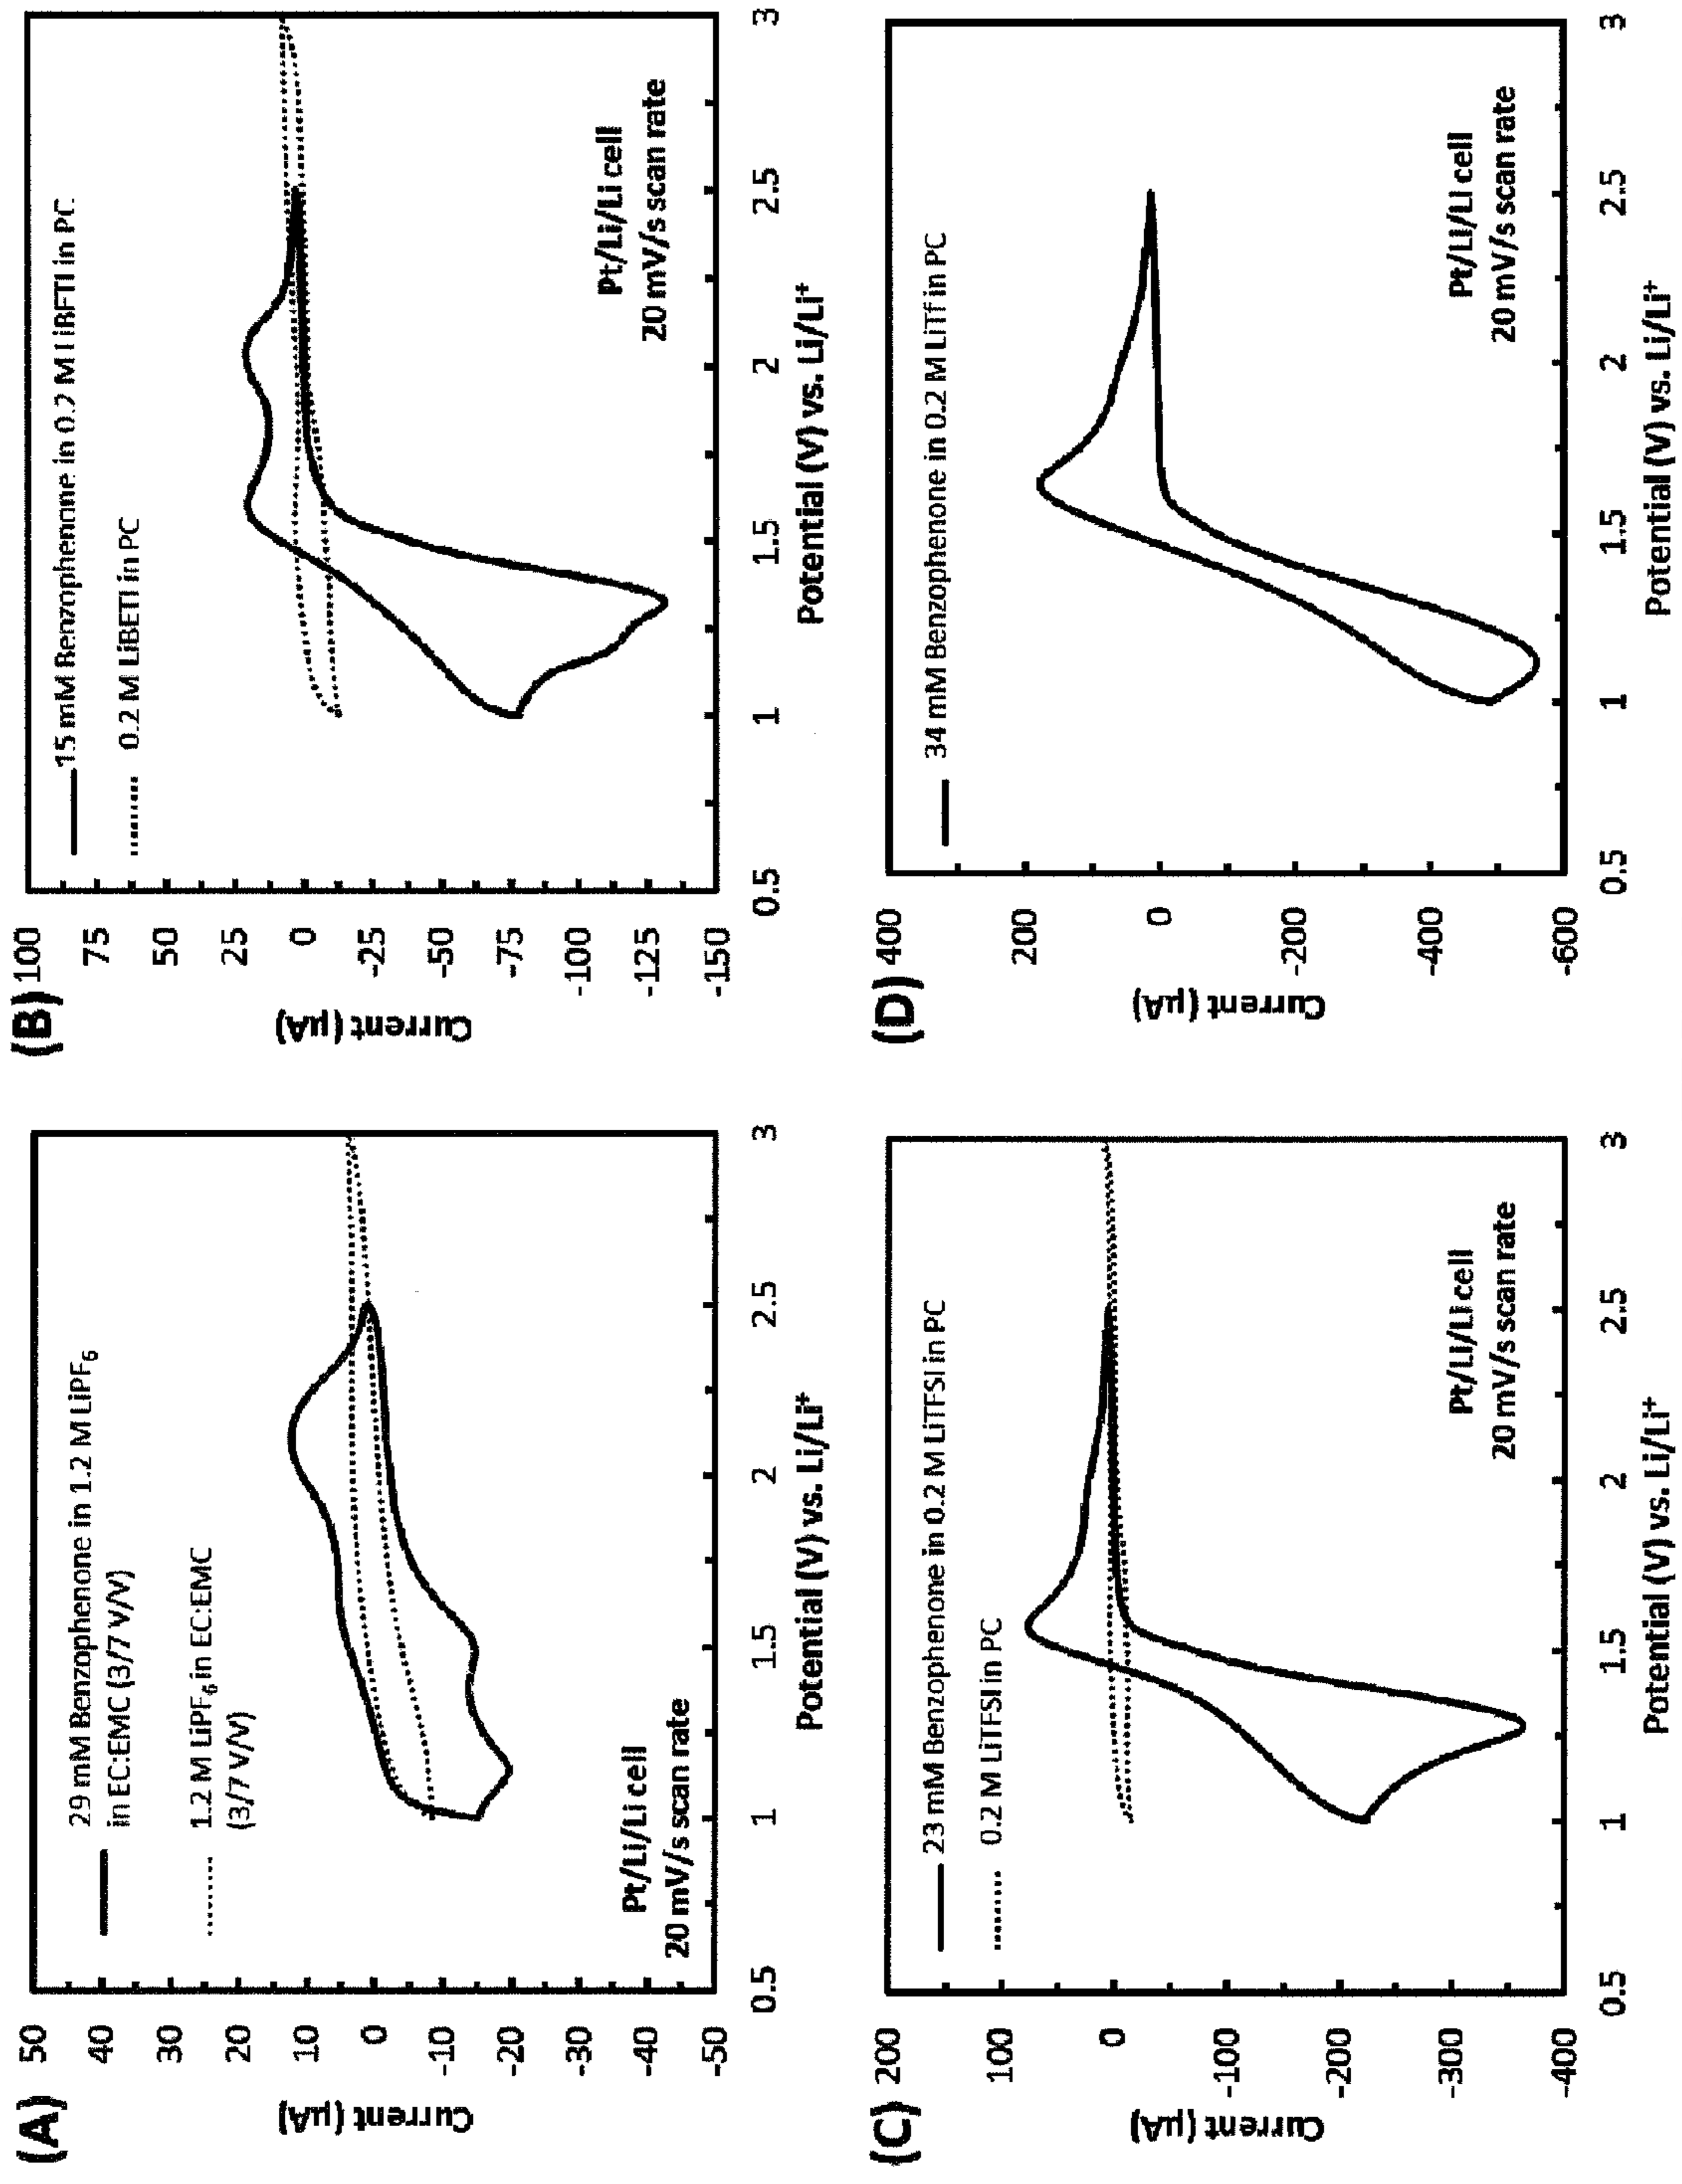 (A)
50
40
30
20
10
0
-10
-20
-30
-40
-50
Current (µA)
29 mM Benzophenone in 1.2 M LiPF6
in EC:EMC (3/7 V/V)
1.2 M LiPF6 in EC:EMC
(3/7 V/V)
Pt/Li/Li cell
20 mV/s scan rate
0.5 1 1.5 2 2.5 3
Potential (V) vs. Li/Li+
(B)
100
75
50
25
0
-25
-50
-75
-100
-125
-150
Current (µA)
15 mM Benzophenone in 0.2 M LiBETI in PC
0.2 M LiBETI in PC
Pt/Li/Li cell
20 mV/s scan rate
0.5 1 1.5 2 2.5 3
Potential (V) vs. Li/Li+
(C)
200
100
0
-100
-200
-300
-400
Current (µA)
23 mM Benzophenone in 0.2 M LiTFSI in PC
0.2 M LiTFSI in PC
Pt/Li/Li cell
20 mV/s scan rate
0.5 1 1.5 2 2.5 3
Potential (V) vs. Li/Li+
(D)
400
200
0
-200
-400
-600
Current (µA)
34 mM Benzophenone in 0.2 M LiTf in PC
Pt/Li/Li cell
20 mV/s scan rate
0.5 1 1.5 2 2.5 3
Potential (V) vs. Li/Li+